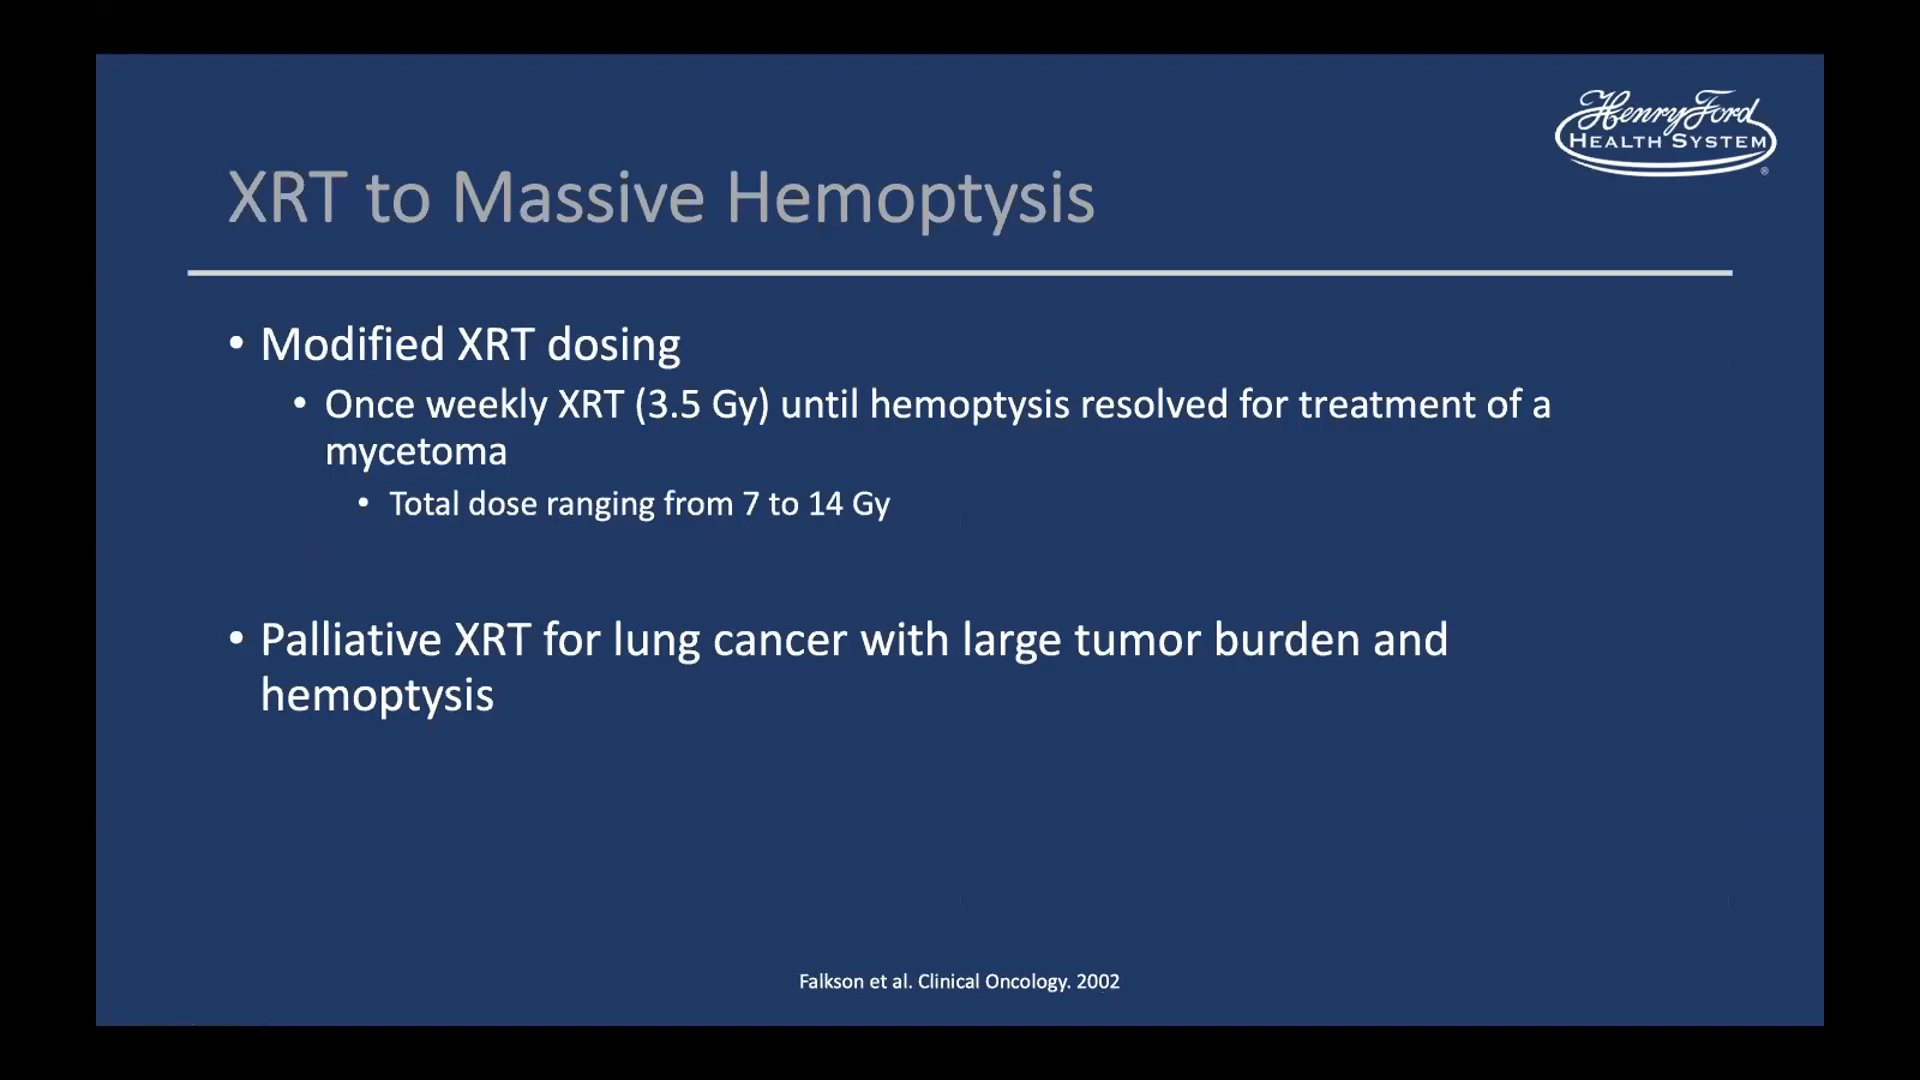 Henry Ford
HEALTH SYSTEM
®
XRT to Massive Hemoptysis
• Modified XRT dosing
• Once weekly XRT (3.5 Gy) until hemoptysis resolved for treatment of a
mycetoma
• Total dose ranging from 7 to 14 Gy
• Palliative XRT for lung cancer with large tumor burden and
hemoptysis
Falkson et al. Clinical Oncology. 2002